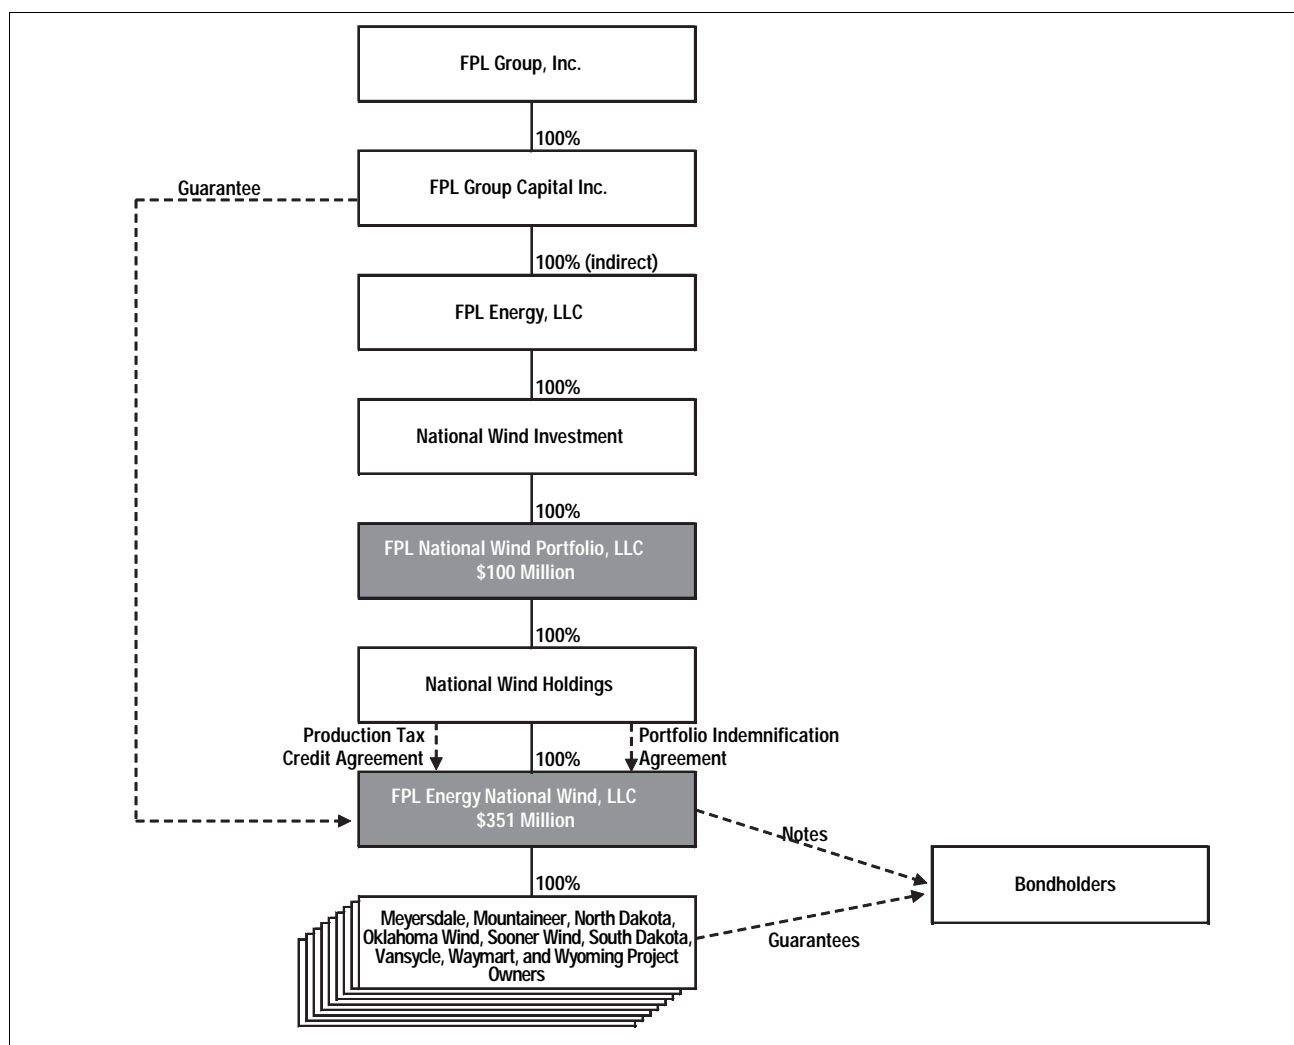 FPL Group, Inc.
100%
Guarantee
FPL Group Capital Inc.
100% (indirect)
FPL Energy, LLC
100%
National Wind Investment
100%
FPL National Wind Portfolio, LLC
$100 Million
100%
National Wind Holdings
Production Tax
Credit Agreement
100%
Portfolio Indemnification
Agreement
FPL Energy National Wind, LLC
$351 Million
Notes
100%
Bondholders
Meyersdale, Mountaineer, North Dakota,
Oklahoma Wind, Sooner Wind, South Dakota,
Vansycle, Waymart, and Wyoming Project
Owners
Guarantees